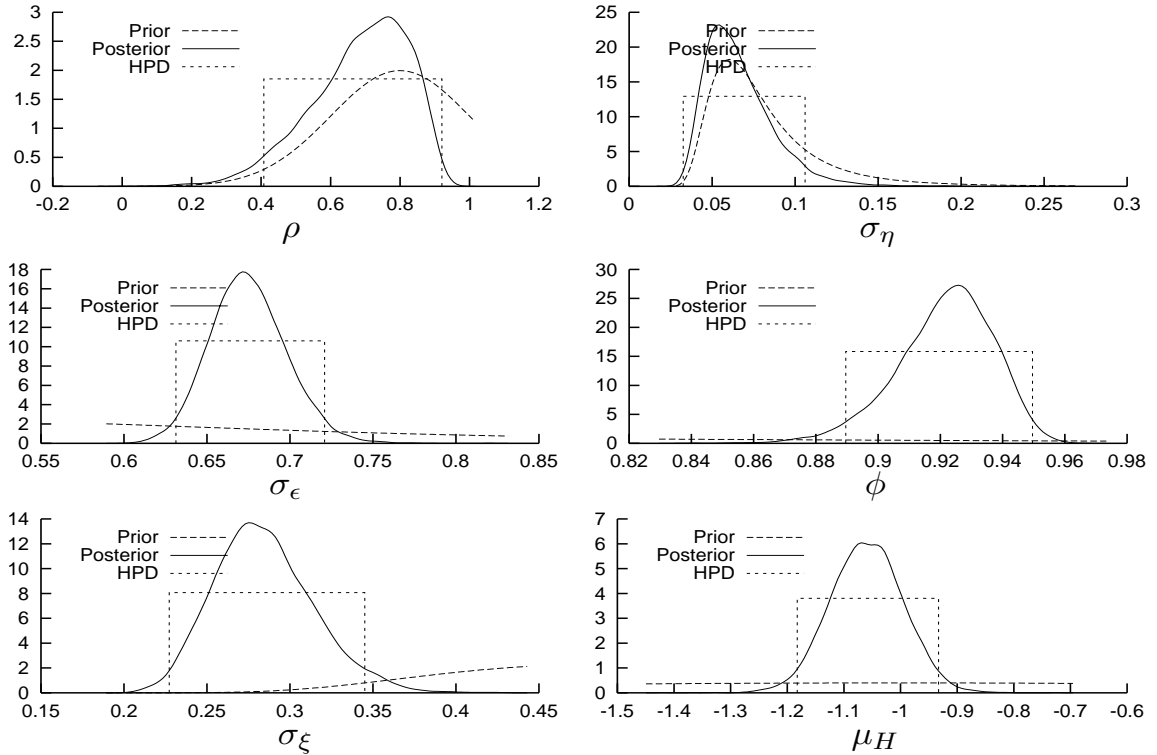 3
2.5
2
1.5
1
0.5
0
Prior
Posterior
HPD
-0.2 0 0.2 0.4 0.6 0.8 1 1.2
ρ
25
20
15
10
5
0
Prior
Posterior
HPD
0 0.05 0.1 0.15 0.2 0.25 0.3
σ_η
18
16
14
12
10
8
6
4
2
0
Prior
Posterior
HPD
0.55 0.6 0.65 0.7 0.75 0.8 0.85
σ_ϵ
30
25
20
15
10
5
0
Prior
Posterior
HPD
0.82 0.84 0.86 0.88 0.9 0.92 0.94 0.96 0.98
ϕ
14
12
10
8
6
4
2
0
Prior
Posterior
HPD
0.15 0.2 0.25 0.3 0.35 0.4 0.45
σ_ξ
7
6
5
4
3
2
1
0
Prior
Posterior
HPD
-1.5 -1.4 -1.3 -1.2 -1.1 -1 -0.9 -0.8 -0.7 -0.6
μ_H